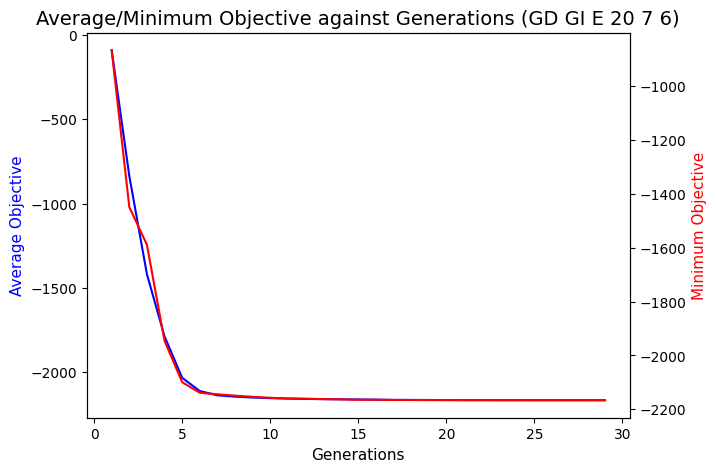 Average/Minimum Objective against Generations (GD GI E 20 7 6)
0
−500
−1000
−1500
−2000
Average Objective
−1000
−1200
−1400
−1600
−1800
−2000
−2200
Minimum Objective
0 5 10 15 20 25 30
Generations